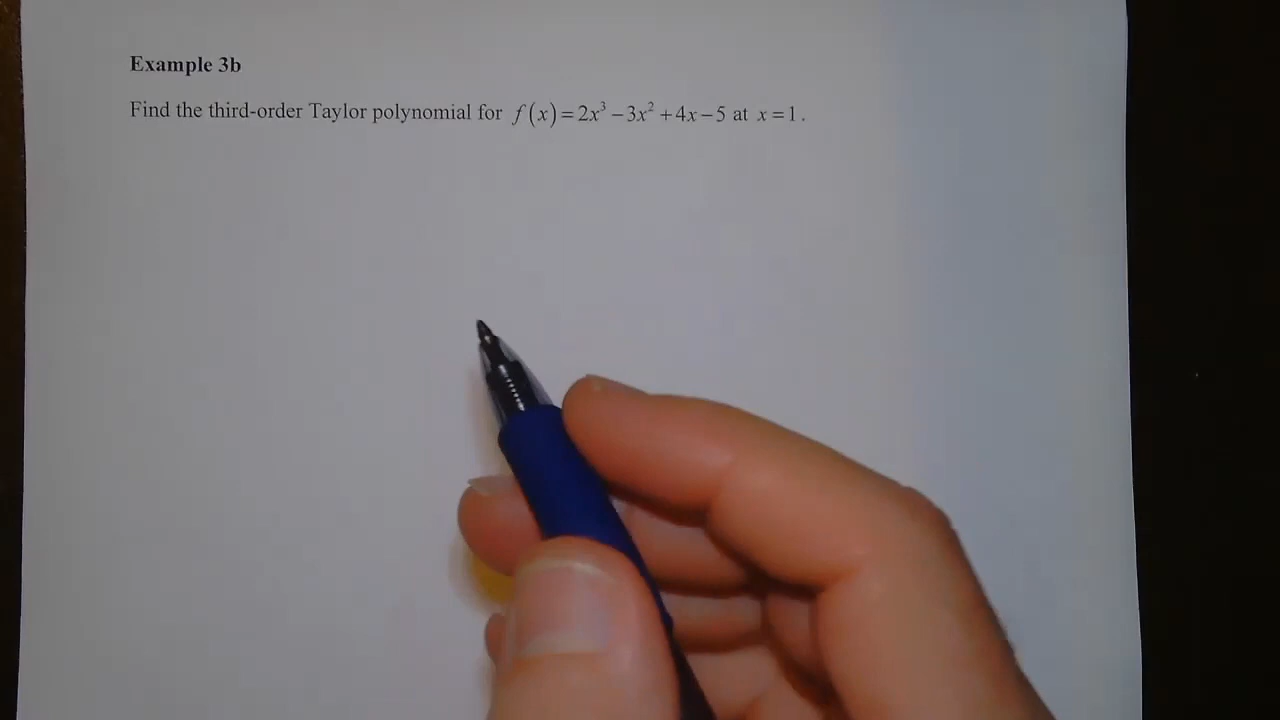 Example 3b
Find the third-order Taylor polynomial for f(x)=2x³−3x²+4x−5 at x=1.